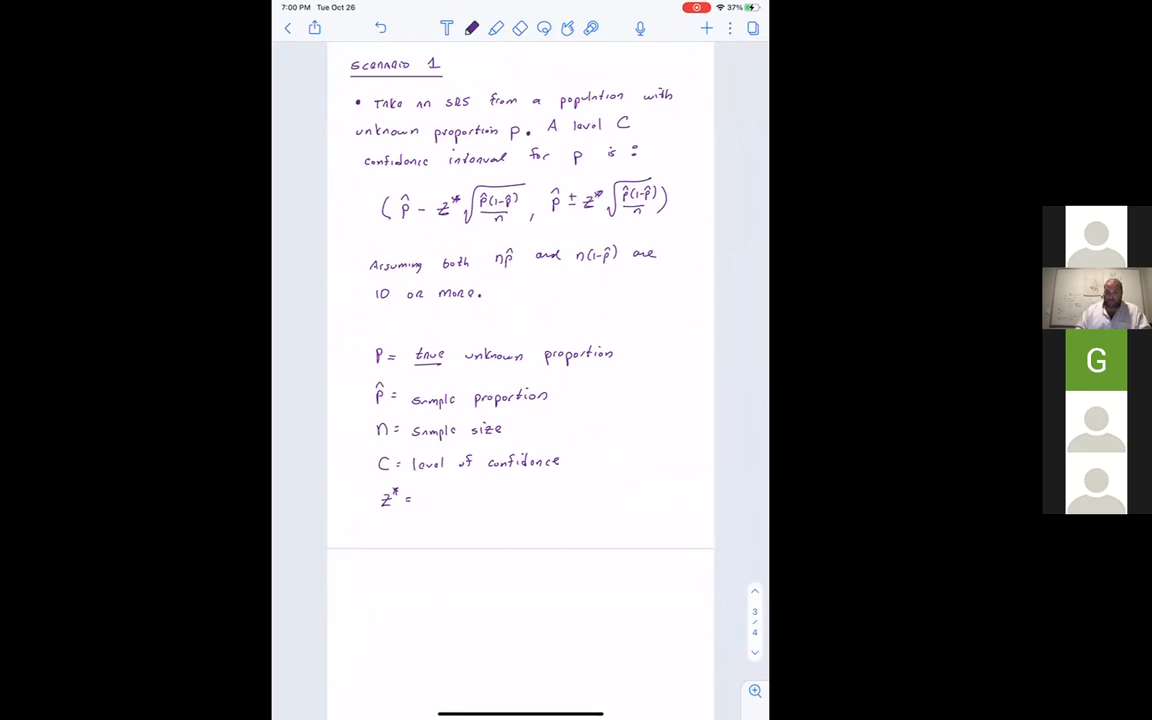 7:00 PM Tue Oct 26
37%
SCENARIO 1
• Take an SRS from a population with
unknown proportion p. A level C
confidence interval for p is:
( p̂ - z* √(p̂(1-p̂)/n) , p̂ ± z* √(p̂(1-p̂)/n) )
Assuming both np̂ and n(1-p̂) are
10 or more.
P = true unknown proportion
p̂ = sample proportion
n = sample size
C = level of confidence
z* =
3
/
4
G